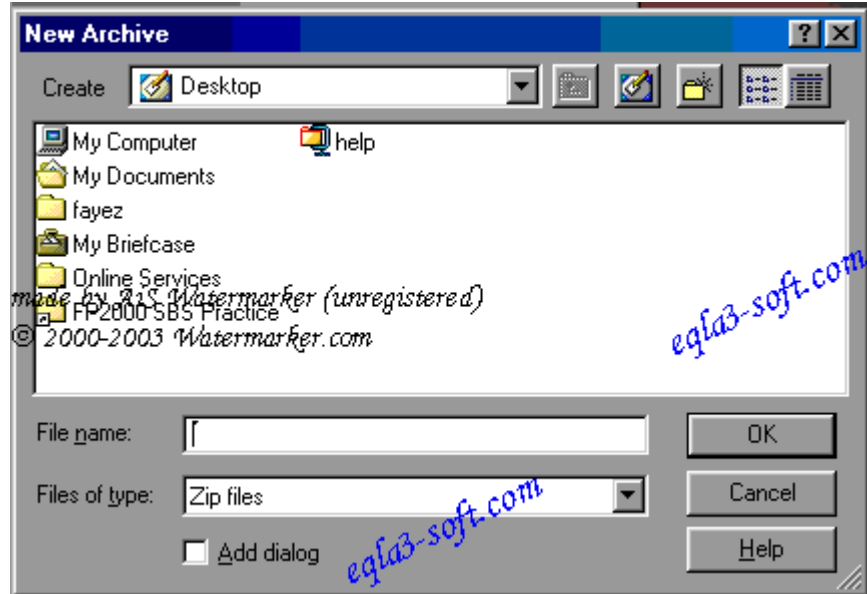 New Archive
Create Desktop
My Computer help
My Documents
fayez
My Briefcase
Online Services
made by AiS Watermarker (unregistered)
FP2000 SBS Practice
© 2000-2003 Watermarker.com
eqla3-soft.com
File name:
OK
Files of type: Zip files
Cancel
Add dialog
eqla3-soft.com
Help